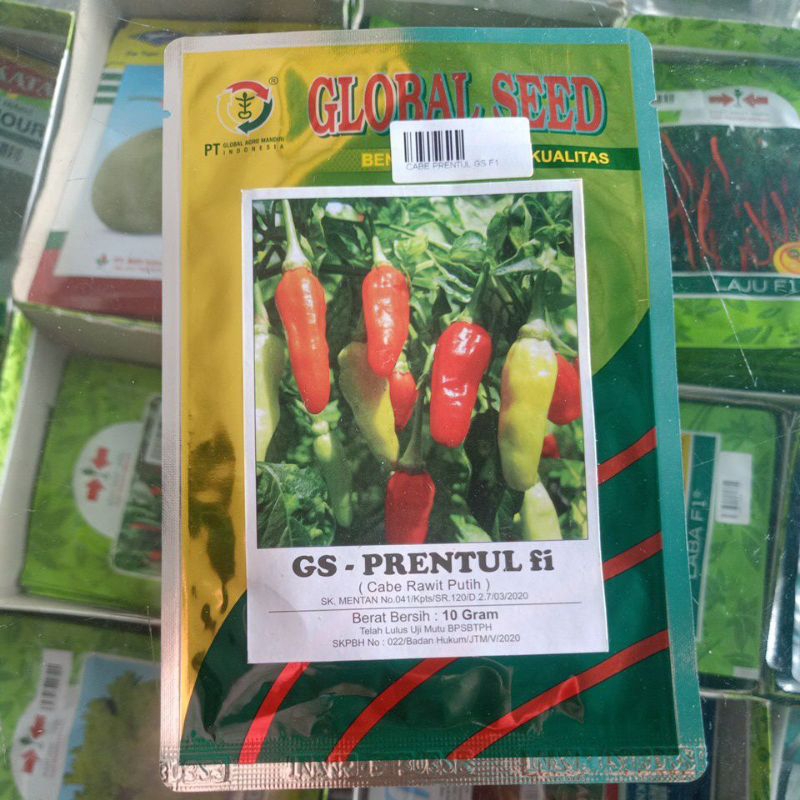 GLOBAL SEED
PT GLOBAL AGRO MANDIRI
INDONESIA
CABE PRENTUL GS F1
KUALITAS
GS - PRENTUL fi
( Cabe Rawit Putih )
SK. MENTAN No.041/Kpts/SR.120/D.2.7/03/2020
Berat Bersih : 10 Gram
Telah Lulus Uji Mutu BPSBTPH
SKPBH No : 022/Badan Hukum/JTM/V/2020
LAJU F1
LABA F1